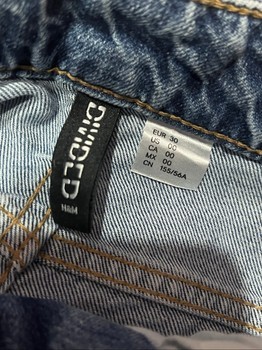 DIVIDED
H&M
EUR 30
US 00
CA 00
MX 00
CN 155/56A